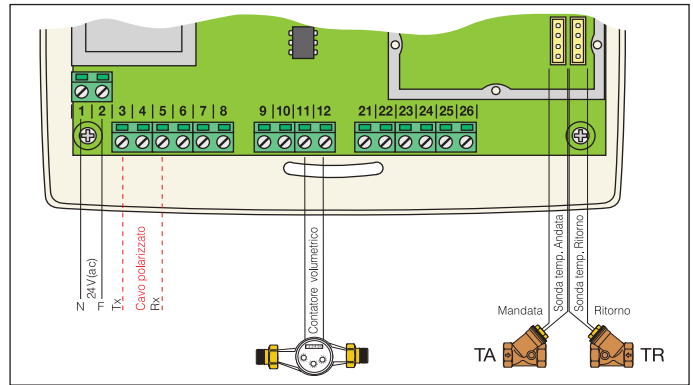 1 | 2 | 3 | 4 | 5 | 6 | 7 | 8
9 |10|11|12
21|22|23|24|25|26
N
24V(ac)
F
Tx
Cavo polarizzato
Rx
Contatore volumetrico
Sonda temp. Andata
Sonda temp. Ritorno
Mandata
Ritorno
TA
TR